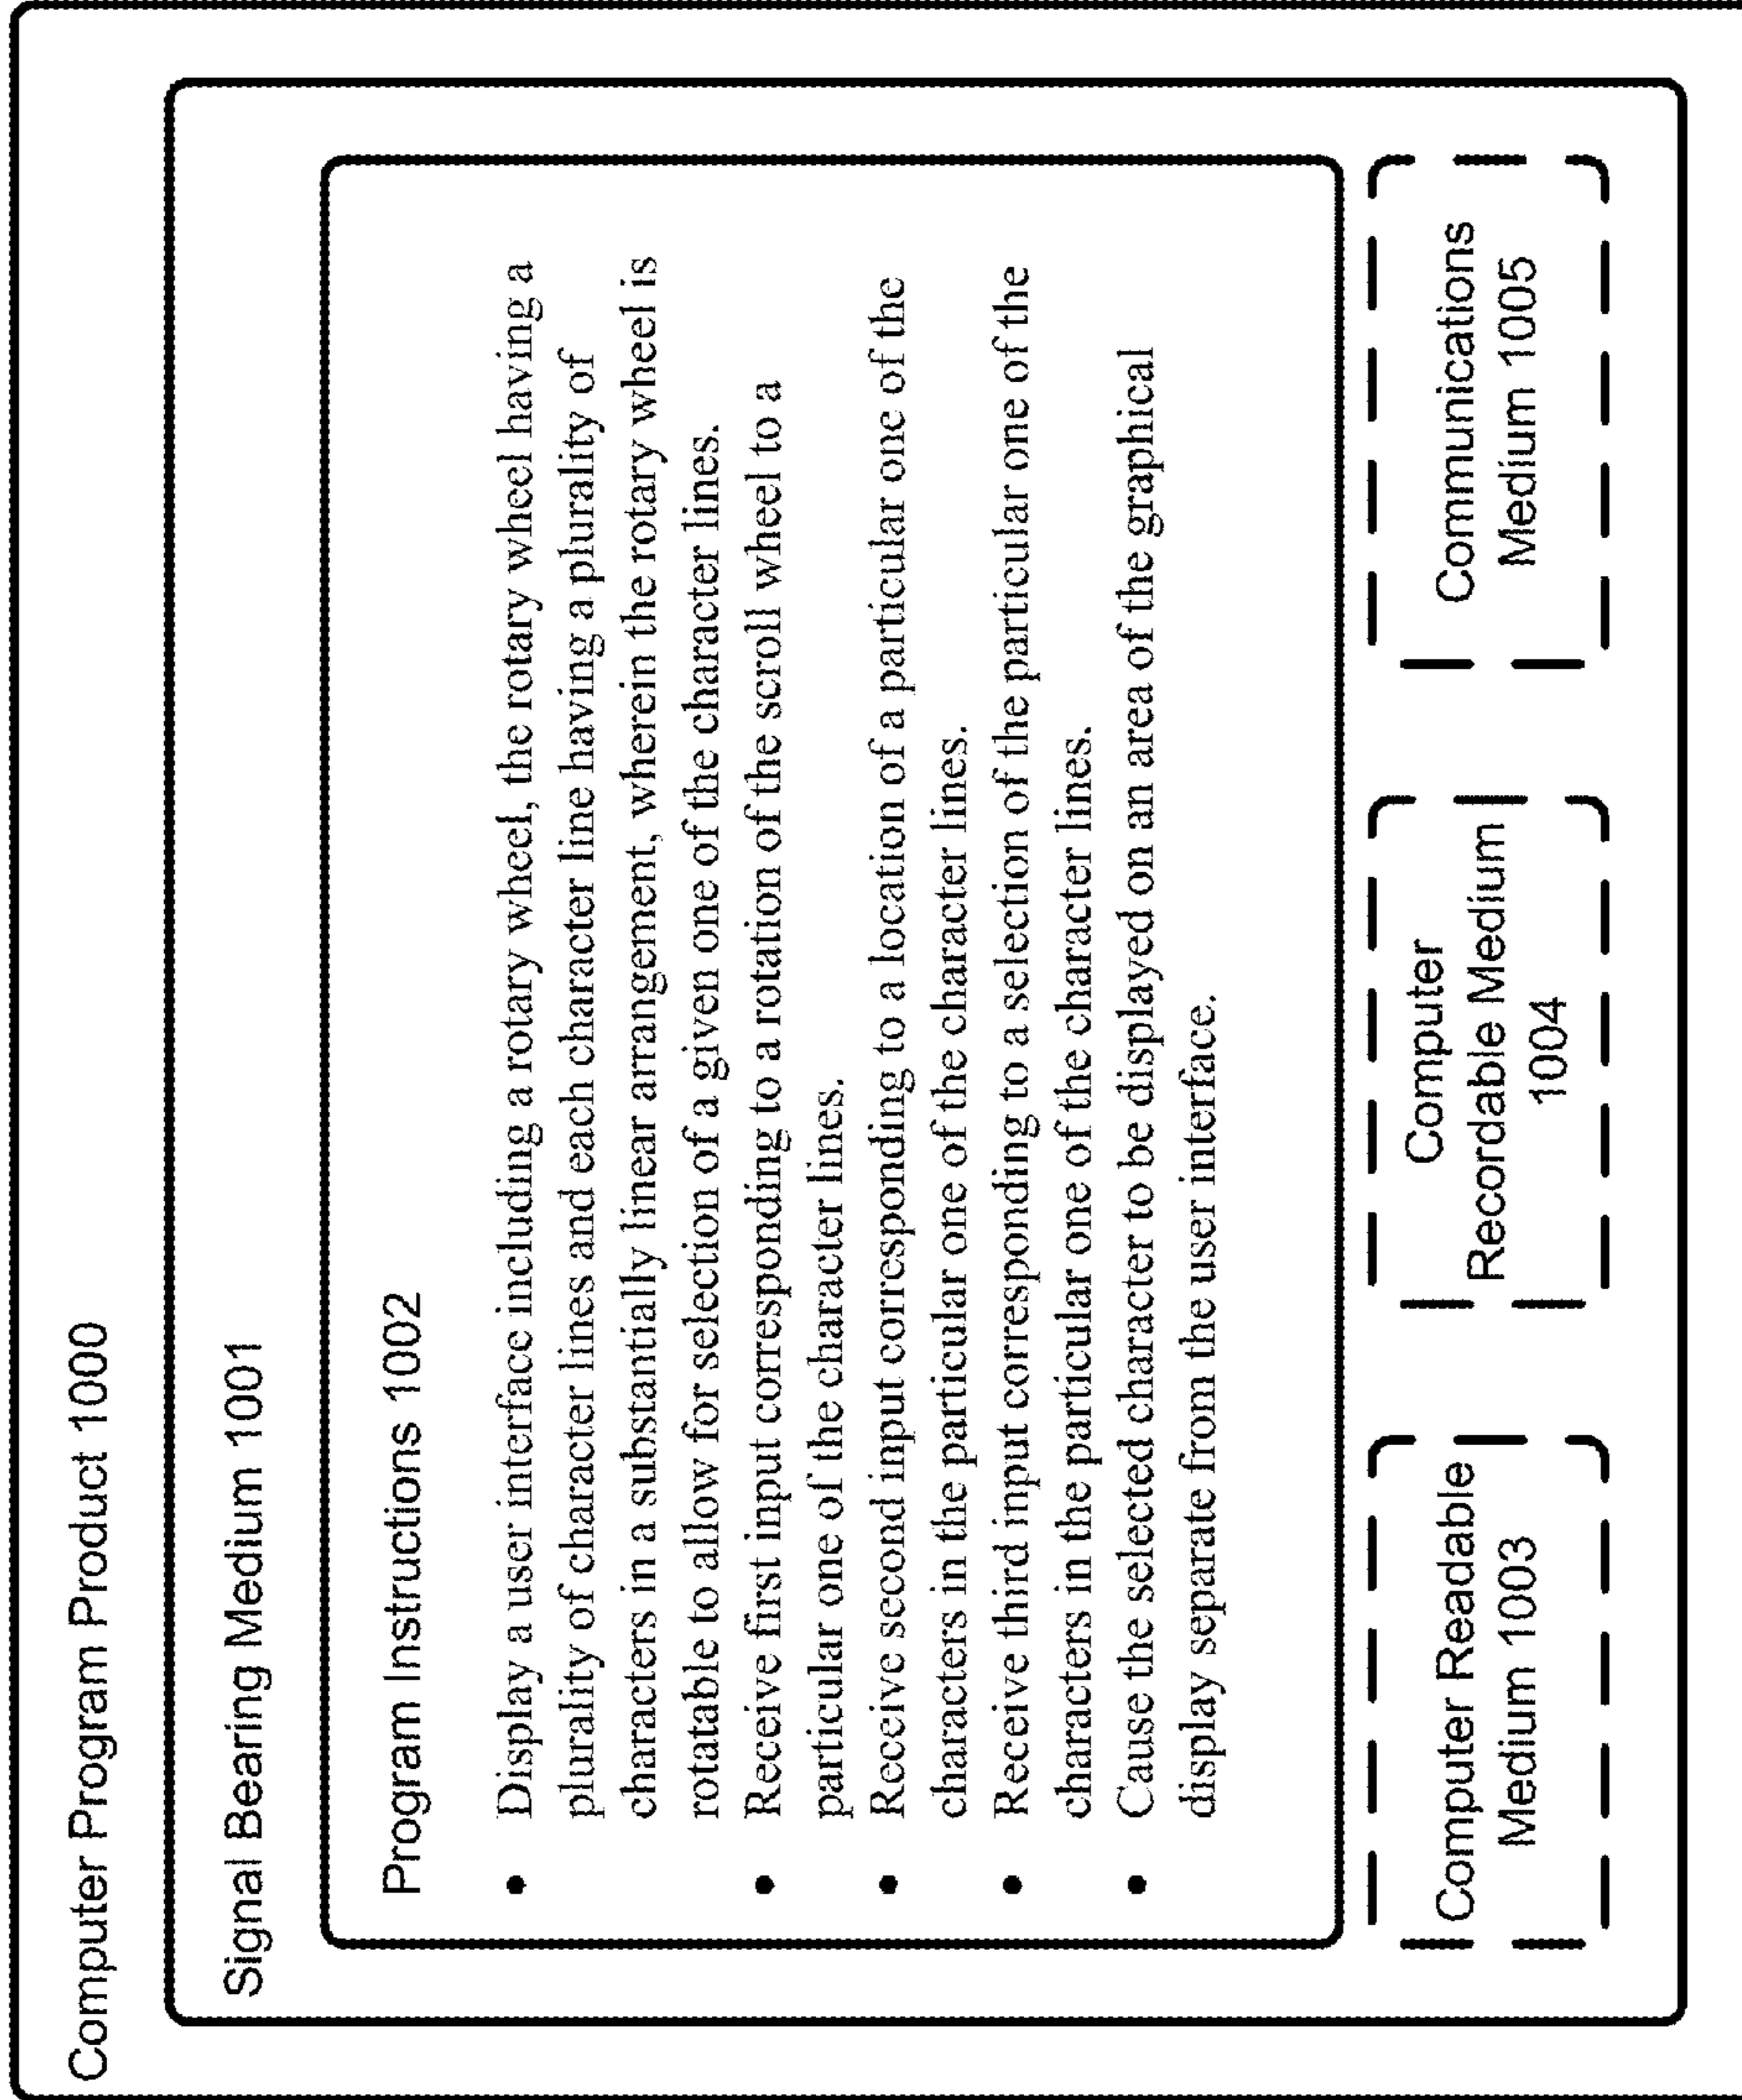 Computer Program Product 1000
Signal Bearing Medium 1001
Program Instructions 1002
• Display a user interface including a rotary wheel, the rotary wheel having a
plurality of character lines and each character line having a plurality of
characters in a substantially linear arrangement, wherein the rotary wheel is
rotatable to allow for selection of a given one of the character lines.
• Receive first input corresponding to a rotation of the scroll wheel to a
particular one of the character lines.
• Receive second input corresponding to a location of a particular one of the
characters in the particular one of the character lines.
• Receive third input corresponding to a selection of the particular one of the
characters in the particular one of the character lines.
• Cause the selected character to be displayed on an area of the graphical
display separate from the user interface.
Computer Readable
Medium 1003
Computer
Recordable Medium
1004
Communications
Medium 1005